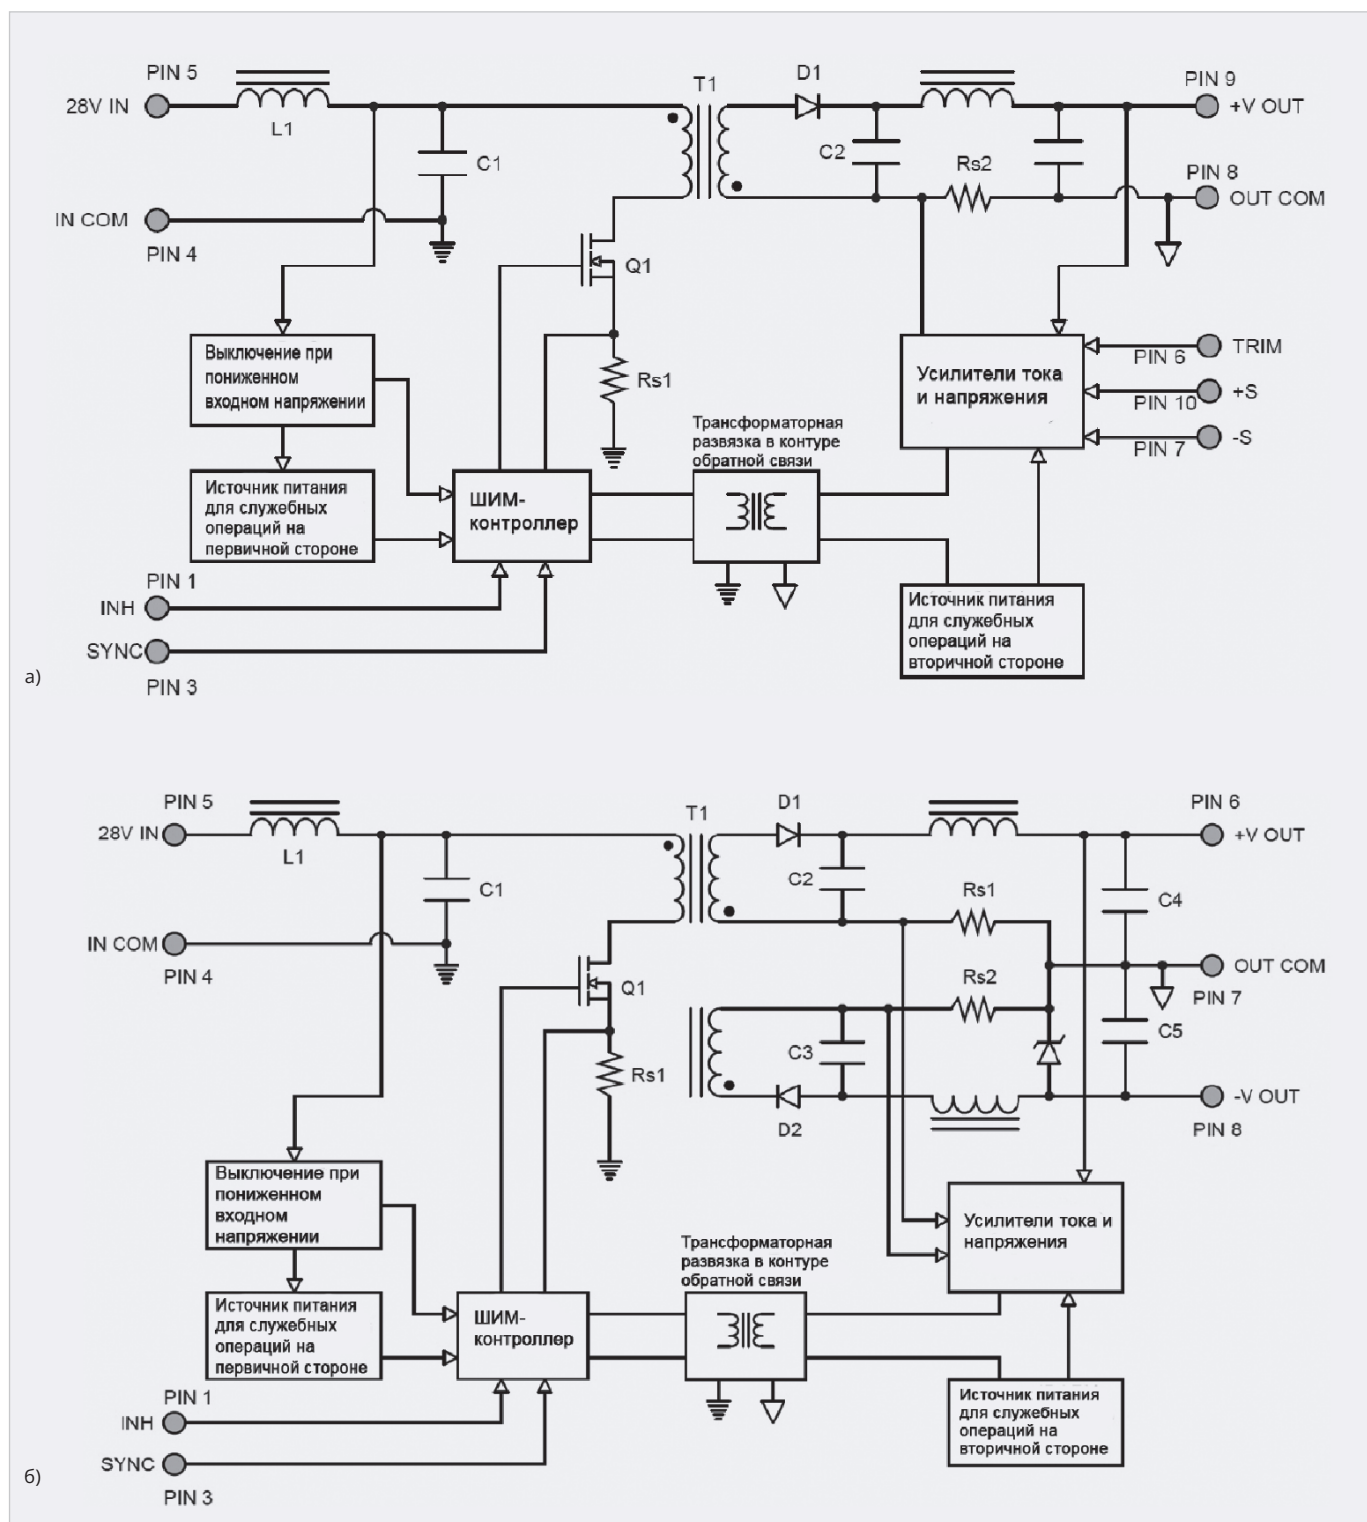 PIN 5
28V IN
L1
C1
IN COM
PIN 4
T1
D1
C2
Rs2
PIN 9
+V OUT
PIN 8
OUT COM
Q1
Rs1
Выключение при
пониженном
входном напряжении
Источник питания
для служебных
операций на
первичной стороне
ШИМ-
контроллер
Трансформаторная
развязка в контуре
обратной связи
Усилители тока
и напряжения
PIN 6
TRIM
PIN 10
+S
PIN 7
-S
Источник питания
для служебных
операций на
вторичной стороне
PIN 1
INH
SYNC
PIN 3
а)
PIN 5
28V IN
L1
C1
IN COM
PIN 4
T1
D1
C2
Rs1
Rs2
C3
D2
PIN 6
+V OUT
C4
OUT COM
PIN 7
C5
-V OUT
PIN 8
Q1
Rs1
Выключение при
пониженном
входном
напряжении
Источник питания
для служебных
операций на
первичной стороне
ШИМ-
контроллер
Трансформаторная
развязка в контуре
обратной связи
Усилители тока и
напряжения
Источник питания
для служебных
операций на
вторичной стороне
PIN 1
INH
SYNC
PIN 3
б)